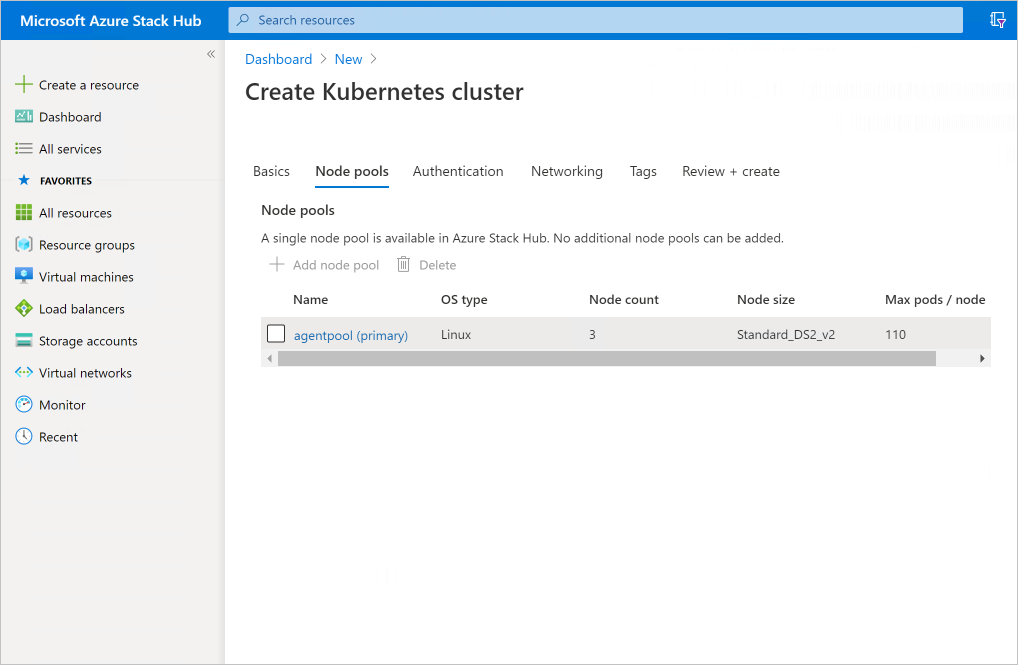 Microsoft Azure Stack Hub
Search resources
«
Create a resource
Dashboard
All services
FAVORITES
All resources
Resource groups
Virtual machines
Load balancers
Storage accounts
Virtual networks
Monitor
Recent
Dashboard > New >
Create Kubernetes cluster
Basics Node pools Authentication Networking Tags Review + create
Node pools
A single node pool is available in Azure Stack Hub. No additional node pools can be added.
Add node pool Delete
Name OS type Node count Node size Max pods / node
agentpool (primary) Linux 3 Standard_DS2_v2 110